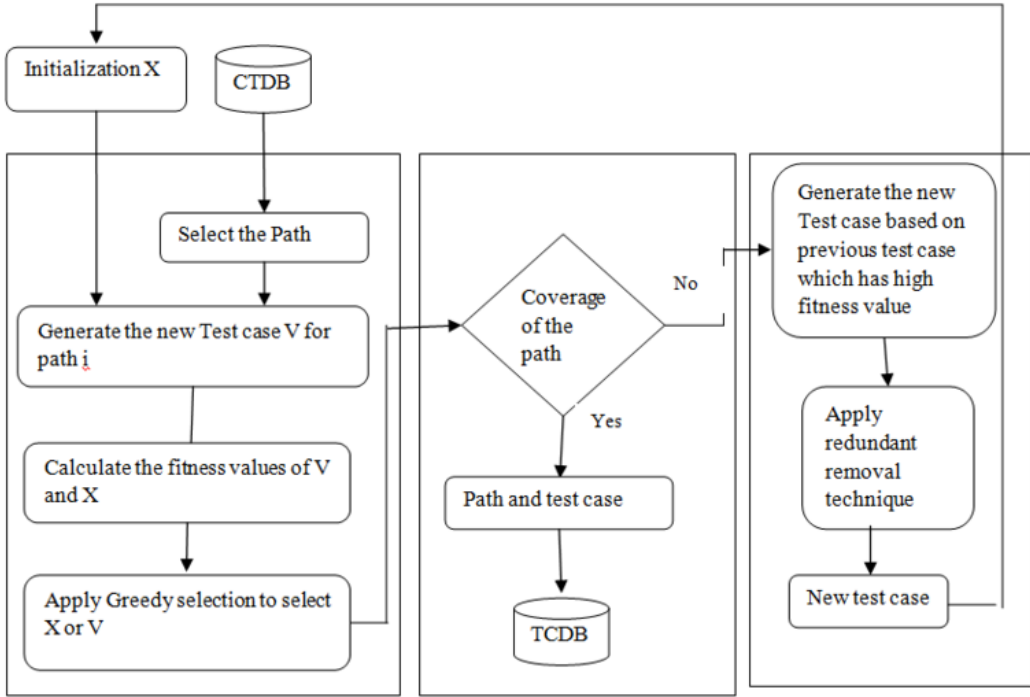 Initialization X
CTDB
Select the Path
Generate the new Test case V for
path i
Calculate the fitness values of V
and X
Apply Greedy selection to select
X or V
Coverage
of the
path
No
Yes
Path and test case
TCDB
Generate the new
Test case based on
previous test case
which has high
fitness value
Apply
redundant
removal
technique
New test case